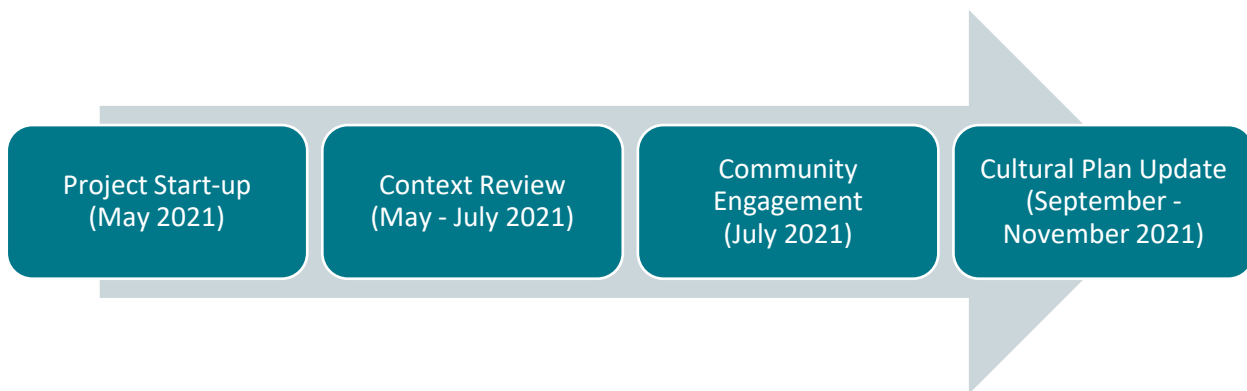 Project Start-up
(May 2021)
Context Review
(May - July 2021)
Community
Engagement
(July 2021)
Cultural Plan Update
(September -
November 2021)